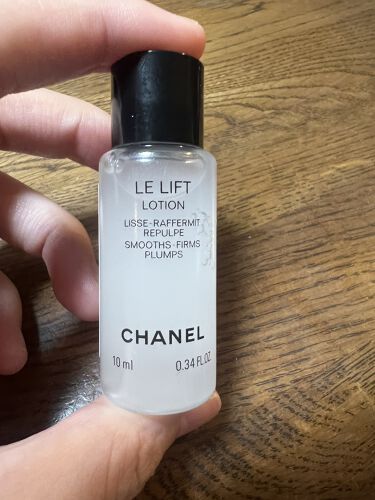 LE LIFT
LOTION
LISSE-RAFFERMIT
REPULPE
SMOOTHS-FIRMS
PLUMPS
CHANEL
10 ml 0.34 FL.OZ.